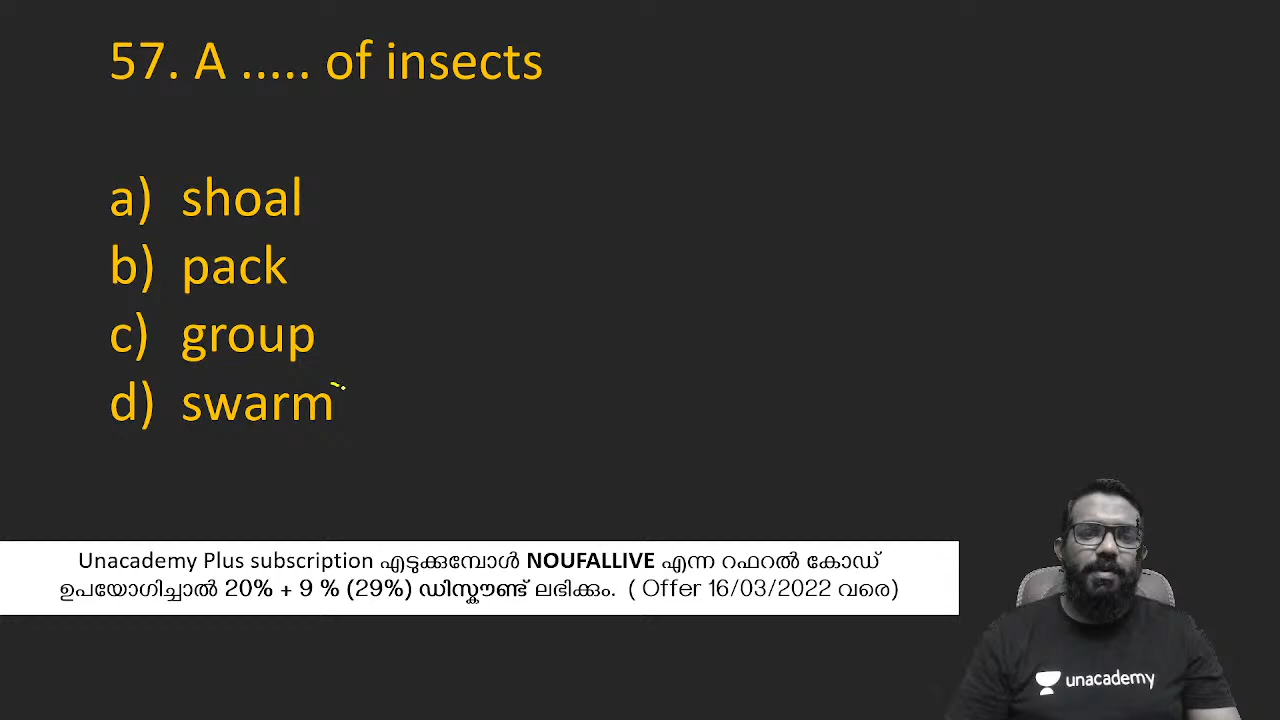 57. A ..... of insects
a) shoal
b) pack
c) group
d) swarm
Unacademy Plus subscription എടുക്കുമ്പോൾ NOUFALLIVE എന്ന റഫറൽ കോഡ്
ഉപയോഗിച്ചാൽ 20% + 9 % (29%) ഡിസ്കൗണ്ട് ലഭിക്കും. ( Offer 16/03/2022 വരെ)
unacademy